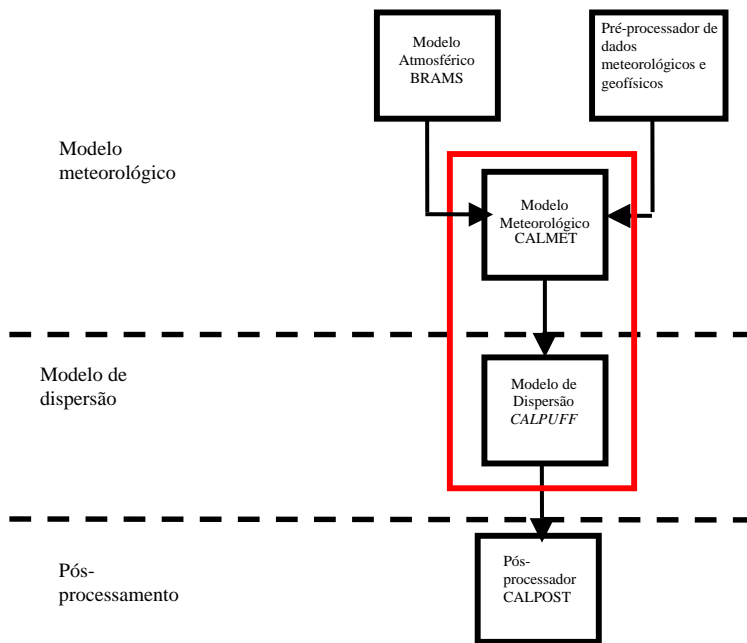 Modelo
Atmosférico
BRAMS
Pré-processador de
dados
meteorológicos e
geofísicos
Modelo
meteorológico
Modelo
Meteorológico
CALMET
Modelo de
dispersão
Modelo de
Dispersão
CALPUFF
Pós-
processamento
Pós-
processador
CALPOST